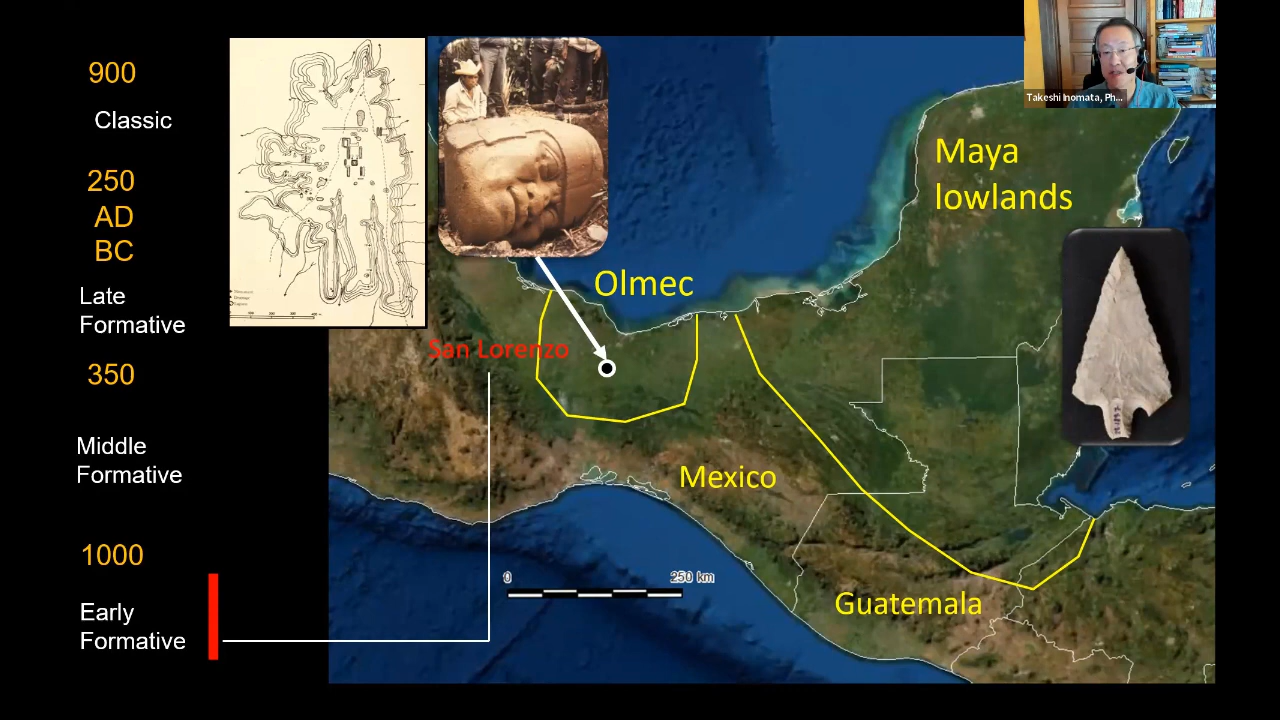 900
Classic
250
AD
BC
Late
Formative
350
Middle
Formative
1000
Early
Formative
San Lorenzo
Olmec
Maya
lowlands
Mexico
Guatemala
0 250 km
Takeshi Inomata, Ph...